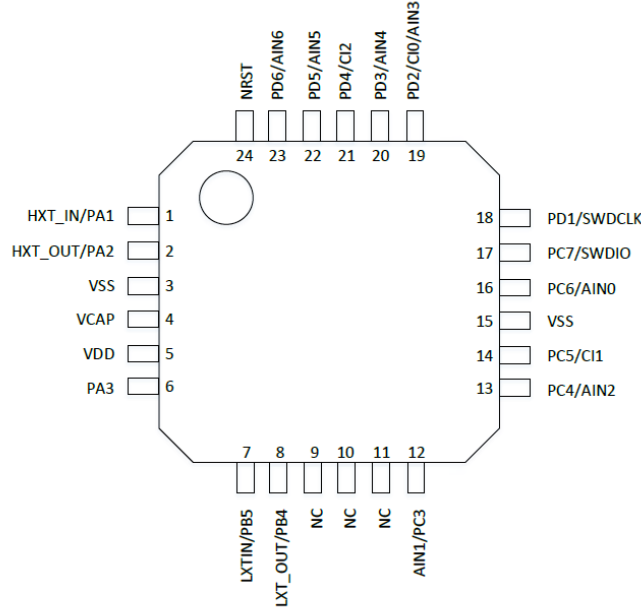 NRST
PD6/AIN6
PD5/AIN5
PD4/CI2
PD3/AIN4
PD2/CI0/AIN3
24 23 22 21 20 19
HXT_IN/PA1 1
HXT_OUT/PA2 2
VSS 3
VCAP 4
VDD 5
PA3 6
18 PD1/SWDCLK
17 PC7/SWDIO
16 PC6/AIN0
15 VSS
14 PC5/CI1
13 PC4/AIN2
7 8 9 10 11 12
LXTIN/PB5
LXT_OUT/PB4
NC
NC
NC
AIN1/PC3